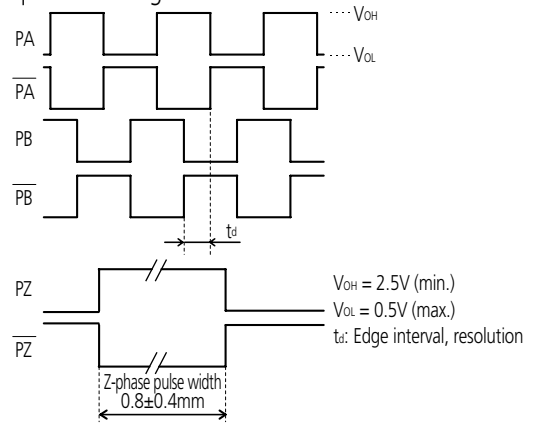 PA
V̅OH
VOL
PA
PB
PB
td
PZ
PZ
VOH = 2.5V (min.)
VOL = 0.5V (max.)
td: Edge interval, resolution
Z-phase pulse width
0.8±0.4mm